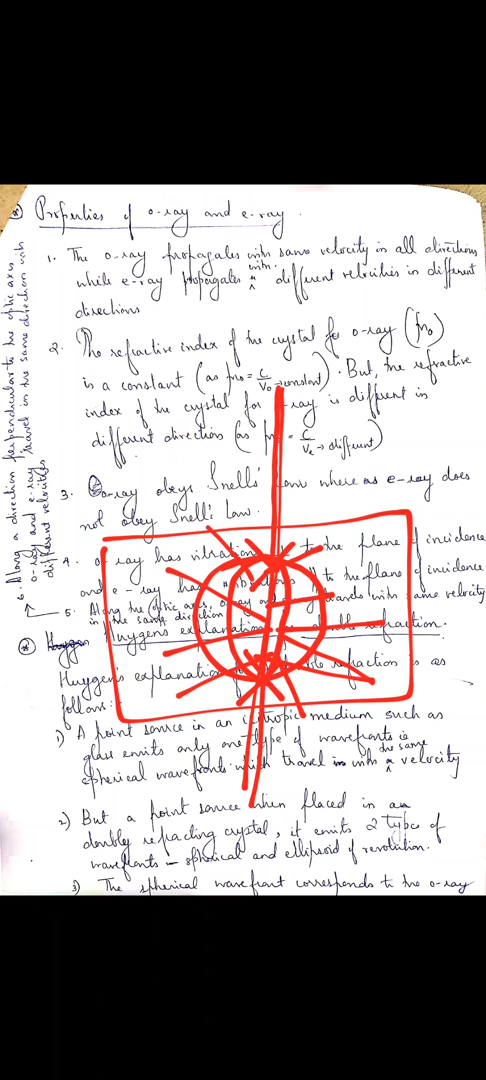 Properties of o-ray and e-ray.
1. The o-ray propagates with same velocity in all directions
while e-ray propagates with different velocities in different
directions
2. The refractive index of the crystal for o-ray (μo)
is a constant (as μo = C/Vo → constant). But, the refractive
index of the crystal for e-ray is different in
different direction (as μe = C/Ve → different)
3. O-ray obeys Snell's Law where as e-ray does
not obey Snell's Law.
4. o-ray has vibrations to the plane of incidence
and e-ray has vibrations || to the plane of incidence
5. Along the optic axis, o-ray and travels with same velocity
in the same direction
6. Along a direction perpendicular to the optic axis
o-ray and e-ray travel in the same direction with
different velocities
Huygens explanation of double refraction.
Huygen's explanation refraction is as
follows:-
1) A point source in an isotropic medium such as
glass emits only one type of wavefronts ie
spherical wavefronts which travel with the same velocity
2) But a point source when placed in an
doubly refracting crystal, it emits 2 types of
wavefronts - spherical and ellipsoid of revolution.
3) The spherical wavefront corresponds to the o-ray